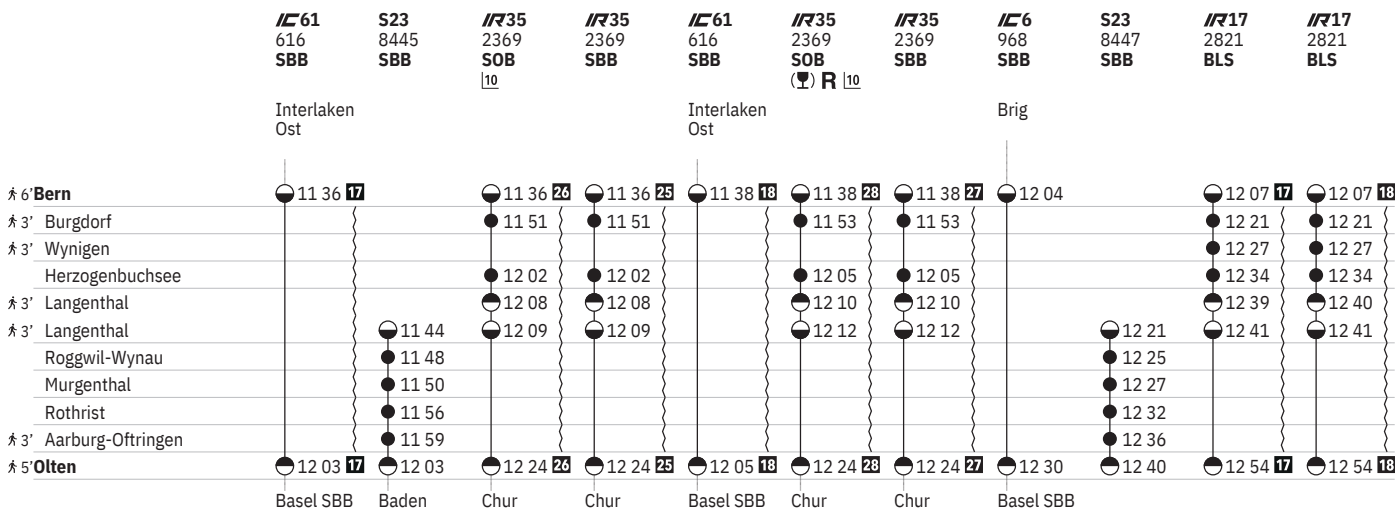 IC61 S23 IR35 IR35 IC61 IR35 IR35 IC6 S23 IR17 IR17
616 8445 2369 2369 616 2369 2369 968 8447 2821 2821
SBB SBB SOB SBB SBB SOB SBB SBB SBB BLS BLS
10 R 10
Interlaken Interlaken Brig
Ost Ost
6' Bern 11 36 17 11 36 26 11 36 25 11 38 18 11 38 28 11 38 27 12 04 12 07 17 12 07 18
3' Burgdorf 11 51 11 51 11 53 11 53 12 21 12 21
3' Wynigen 12 27 12 27
Herzogenbuchsee 12 02 12 02 12 05 12 05 12 34 12 34
3' Langenthal 12 08 12 08 12 10 12 10 12 39 12 40
3' Langenthal 11 44 12 09 12 09 12 12 12 12 12 21 12 41 12 41
Roggwil-Wynau 11 48 12 25
Murgenthal 11 50 12 27
Rothrist 11 56 12 32
3' Aarburg-Oftringen 11 59 12 36
5' Olten 12 03 17 12 03 12 24 26 12 24 25 12 05 18 12 24 28 12 24 27 12 30 12 40 12 54 17 12 54 18
Basel SBB Baden Chur Chur Basel SBB Chur Chur Basel SBB